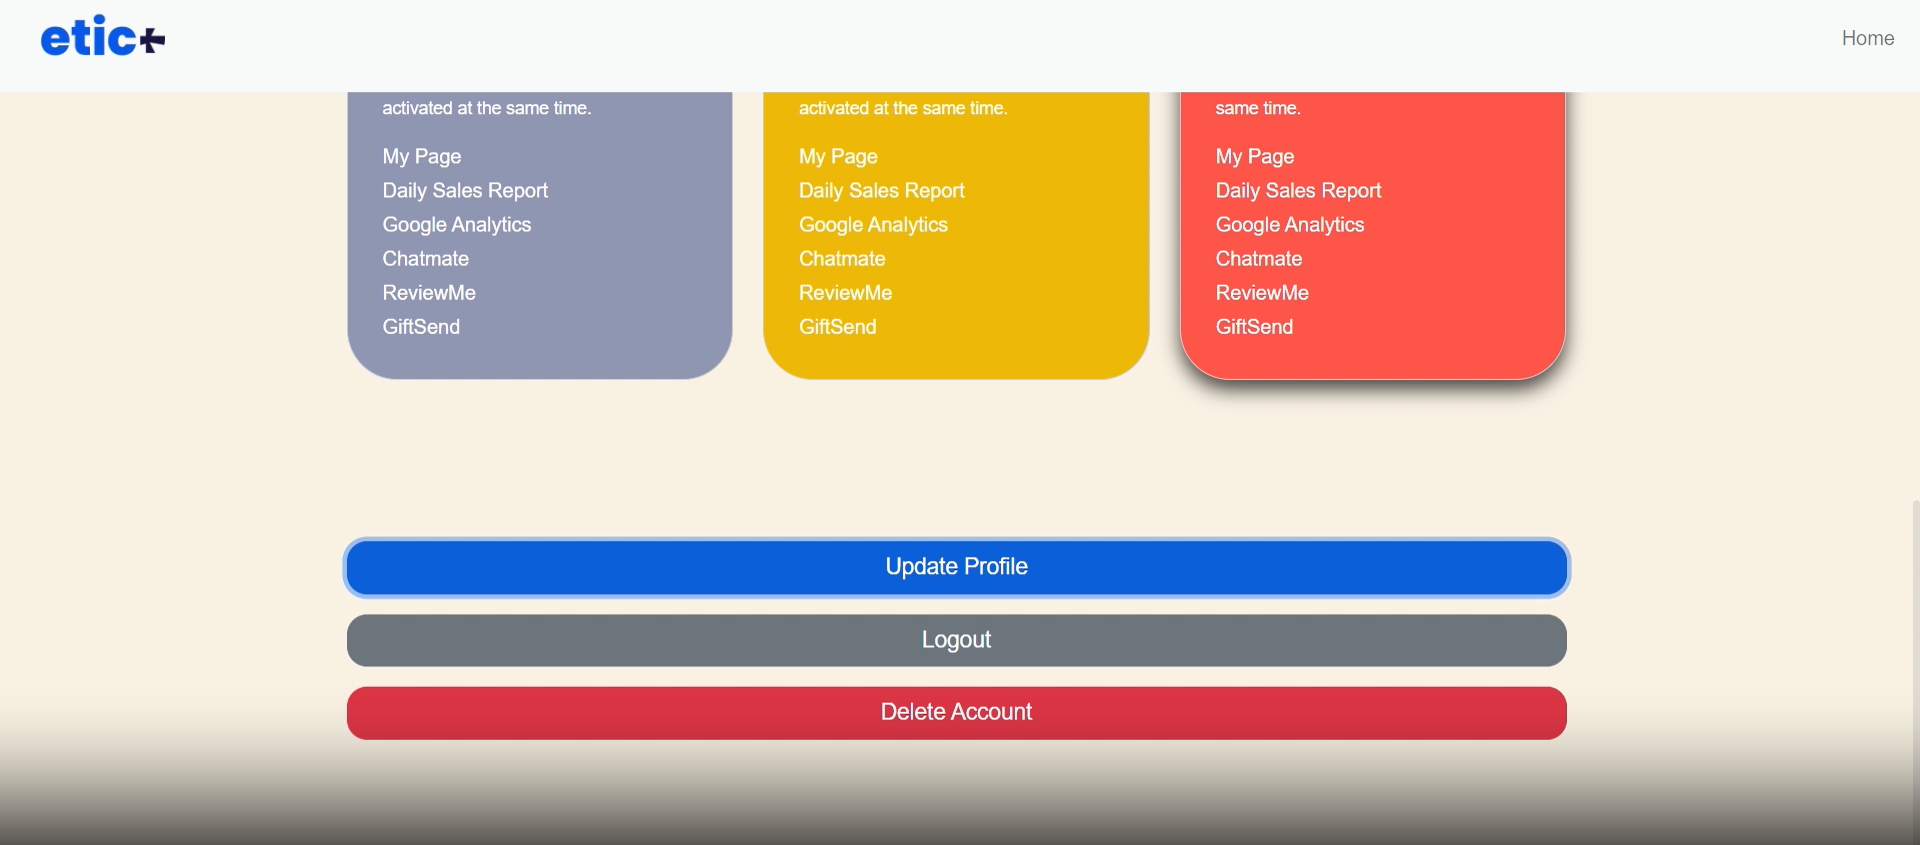 etic+
Home
activated at the same time.
My Page
Daily Sales Report
Google Analytics
Chatmate
ReviewMe
GiftSend
activated at the same time.
My Page
Daily Sales Report
Google Analytics
Chatmate
ReviewMe
GiftSend
same time.
My Page
Daily Sales Report
Google Analytics
Chatmate
ReviewMe
GiftSend
Update Profile
Logout
Delete Account